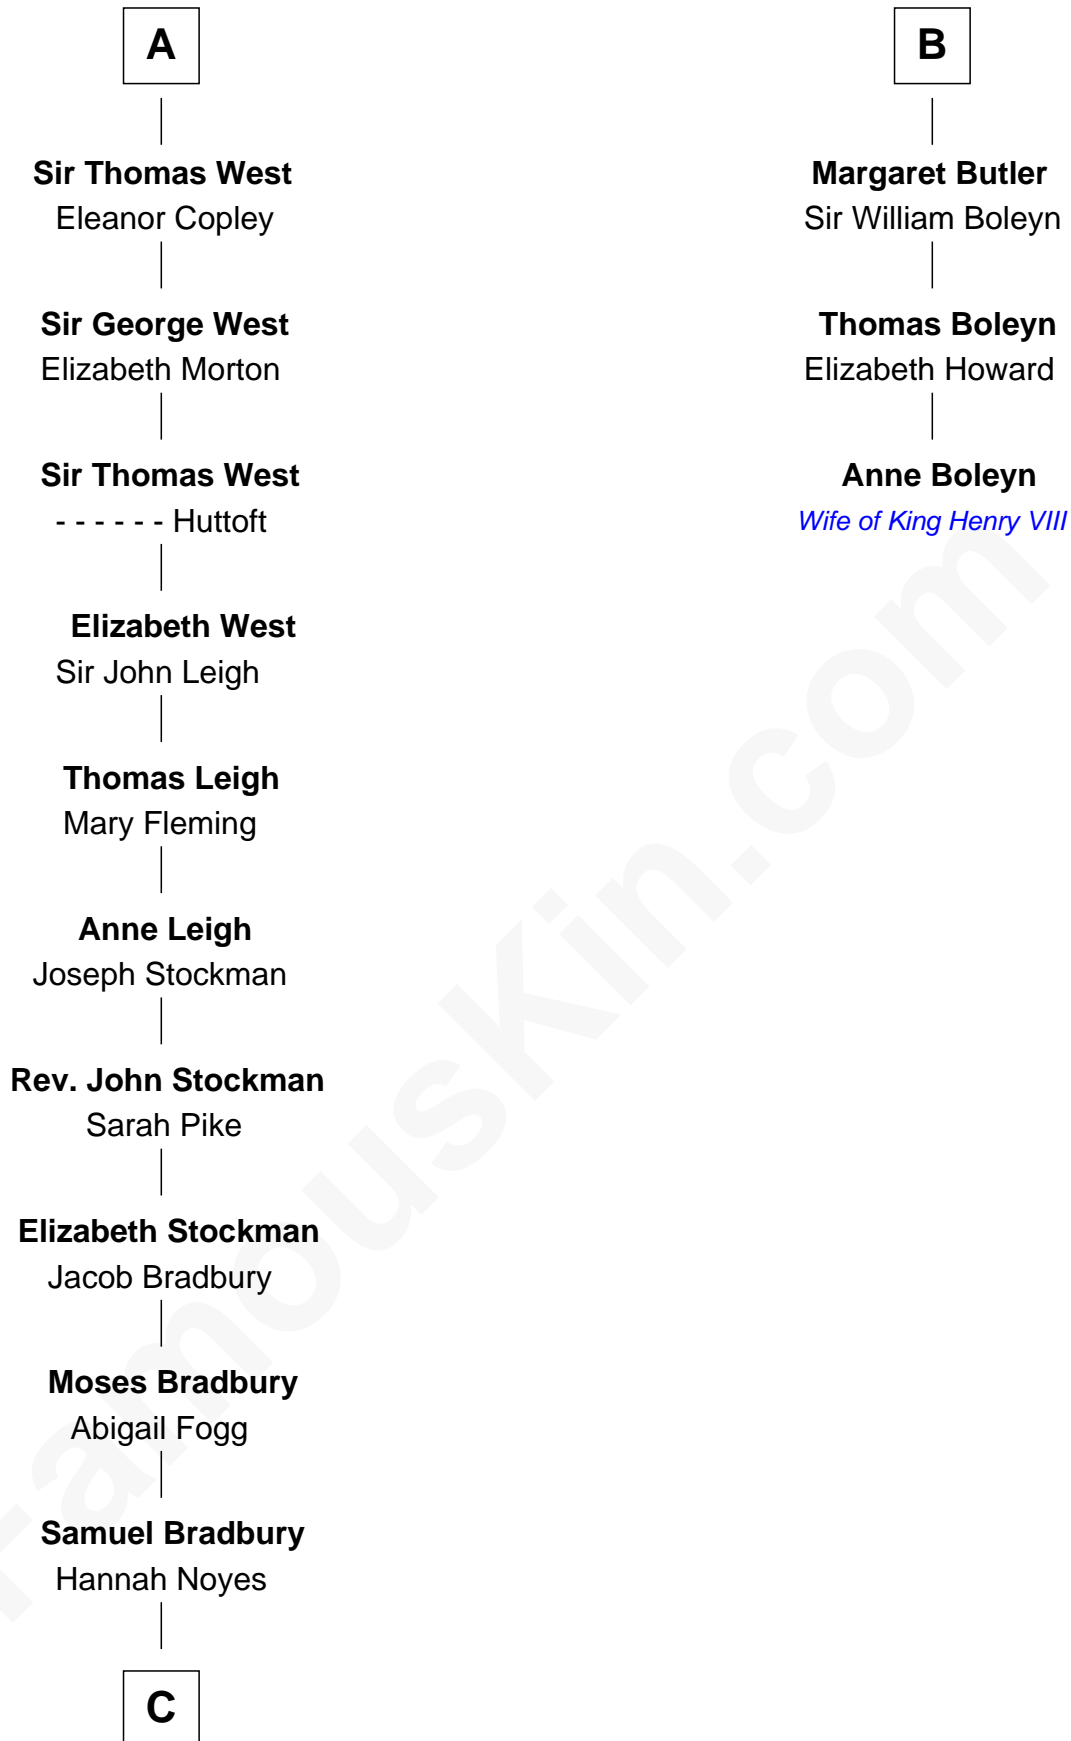 A
Sir Thomas West
Eleanor Copley
Sir George West
Elizabeth Morton
Sir Thomas West
- - - - - - Huttoft
Elizabeth West
Sir John Leigh
Thomas Leigh
Mary Fleming
Anne Leigh
Joseph Stockman
Rev. John Stockman
Sarah Pike
Elizabeth Stockman
Jacob Bradbury
Moses Bradbury
Abigail Fogg
Samuel Bradbury
Hannah Noyes
C
B
Margaret Butler
Sir William Boleyn
Thomas Boleyn
Elizabeth Howard
Anne Boleyn
Wife of King Henry VIII
FamousKin.com